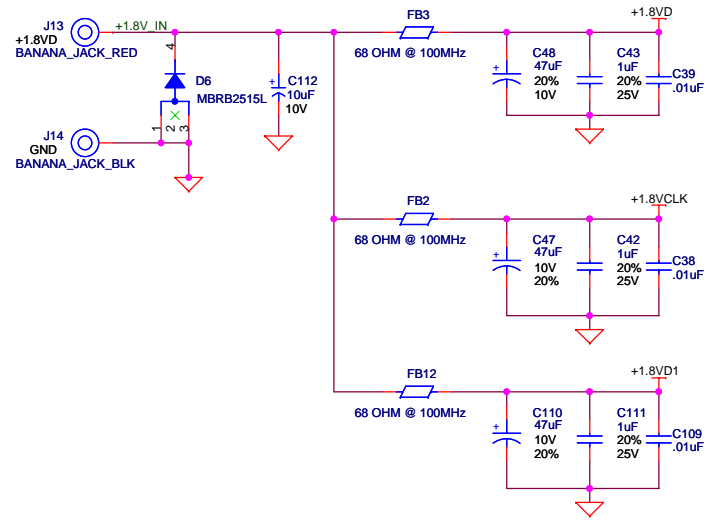 J13
+1.8VD
BANANA_JACK_RED
+1.8V_IN
4
D6
MBRB2515L
1
2
3
J14
GND
BANANA_JACK_BLK
+
C112
10uF
10V
FB3
68 OHM @ 100MHz
+1.8VD
+
C48
47uF
20%
10V
C43
1uF
20%
25V
C39
.01uF
FB2
68 OHM @ 100MHz
+1.8VCLK
+
C47
47uF
10V
20%
C42
1uF
20%
25V
C38
.01uF
FB12
68 OHM @ 100MHz
+1.8VD1
+
C110
47uF
10V
20%
C111
1uF
20%
25V
C109
.01uF